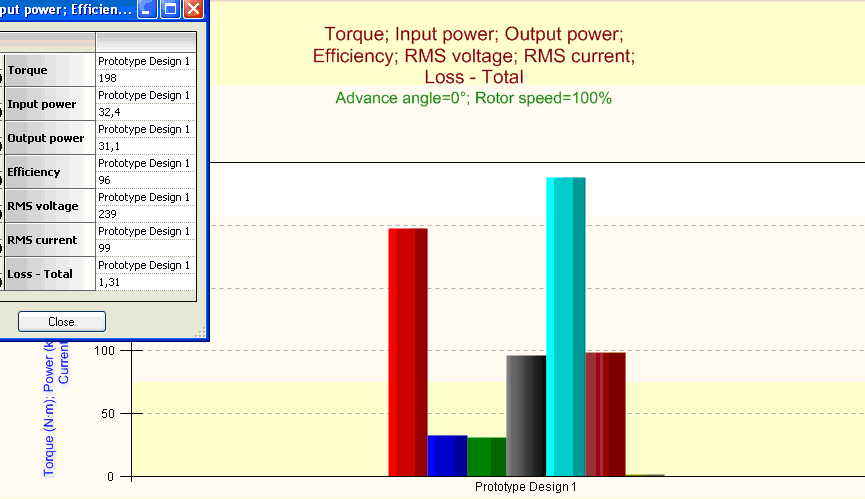 put power; Efficien...
Torque
Prototype Design 1
198
Input power
Prototype Design 1
32,4
Output power
Prototype Design 1
31,1
Efficiency
Prototype Design 1
96
RMS voltage
Prototype Design 1
239
RMS current
Prototype Design 1
99
Loss - Total
Prototype Design 1
1,31
Close
Torque; Input power; Output power;
Efficiency; RMS voltage; RMS current;
Loss - Total
Advance angle=0°; Rotor speed=100%
100
50
0
Torque (N·m); Power (k
Current
Prototype Design 1